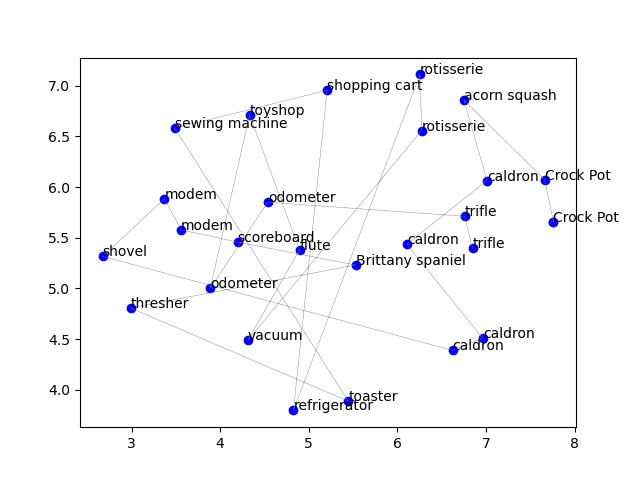 rotisserie
7.0
shopping cart
acorn squash
toyshop
6.5
sewing machine
rotisserie
6.0
modem
odometer
caldron
Crock Pot
5.5
modem
scoreboard
flute
trifle
caldron
trifle
Crock Pot
shovel
Brittany spaniel
5.0
odometer
thresher
4.5
vacuum
caldron
caldron
4.0
toaster
refrigerator
3 4 5 6 7 8